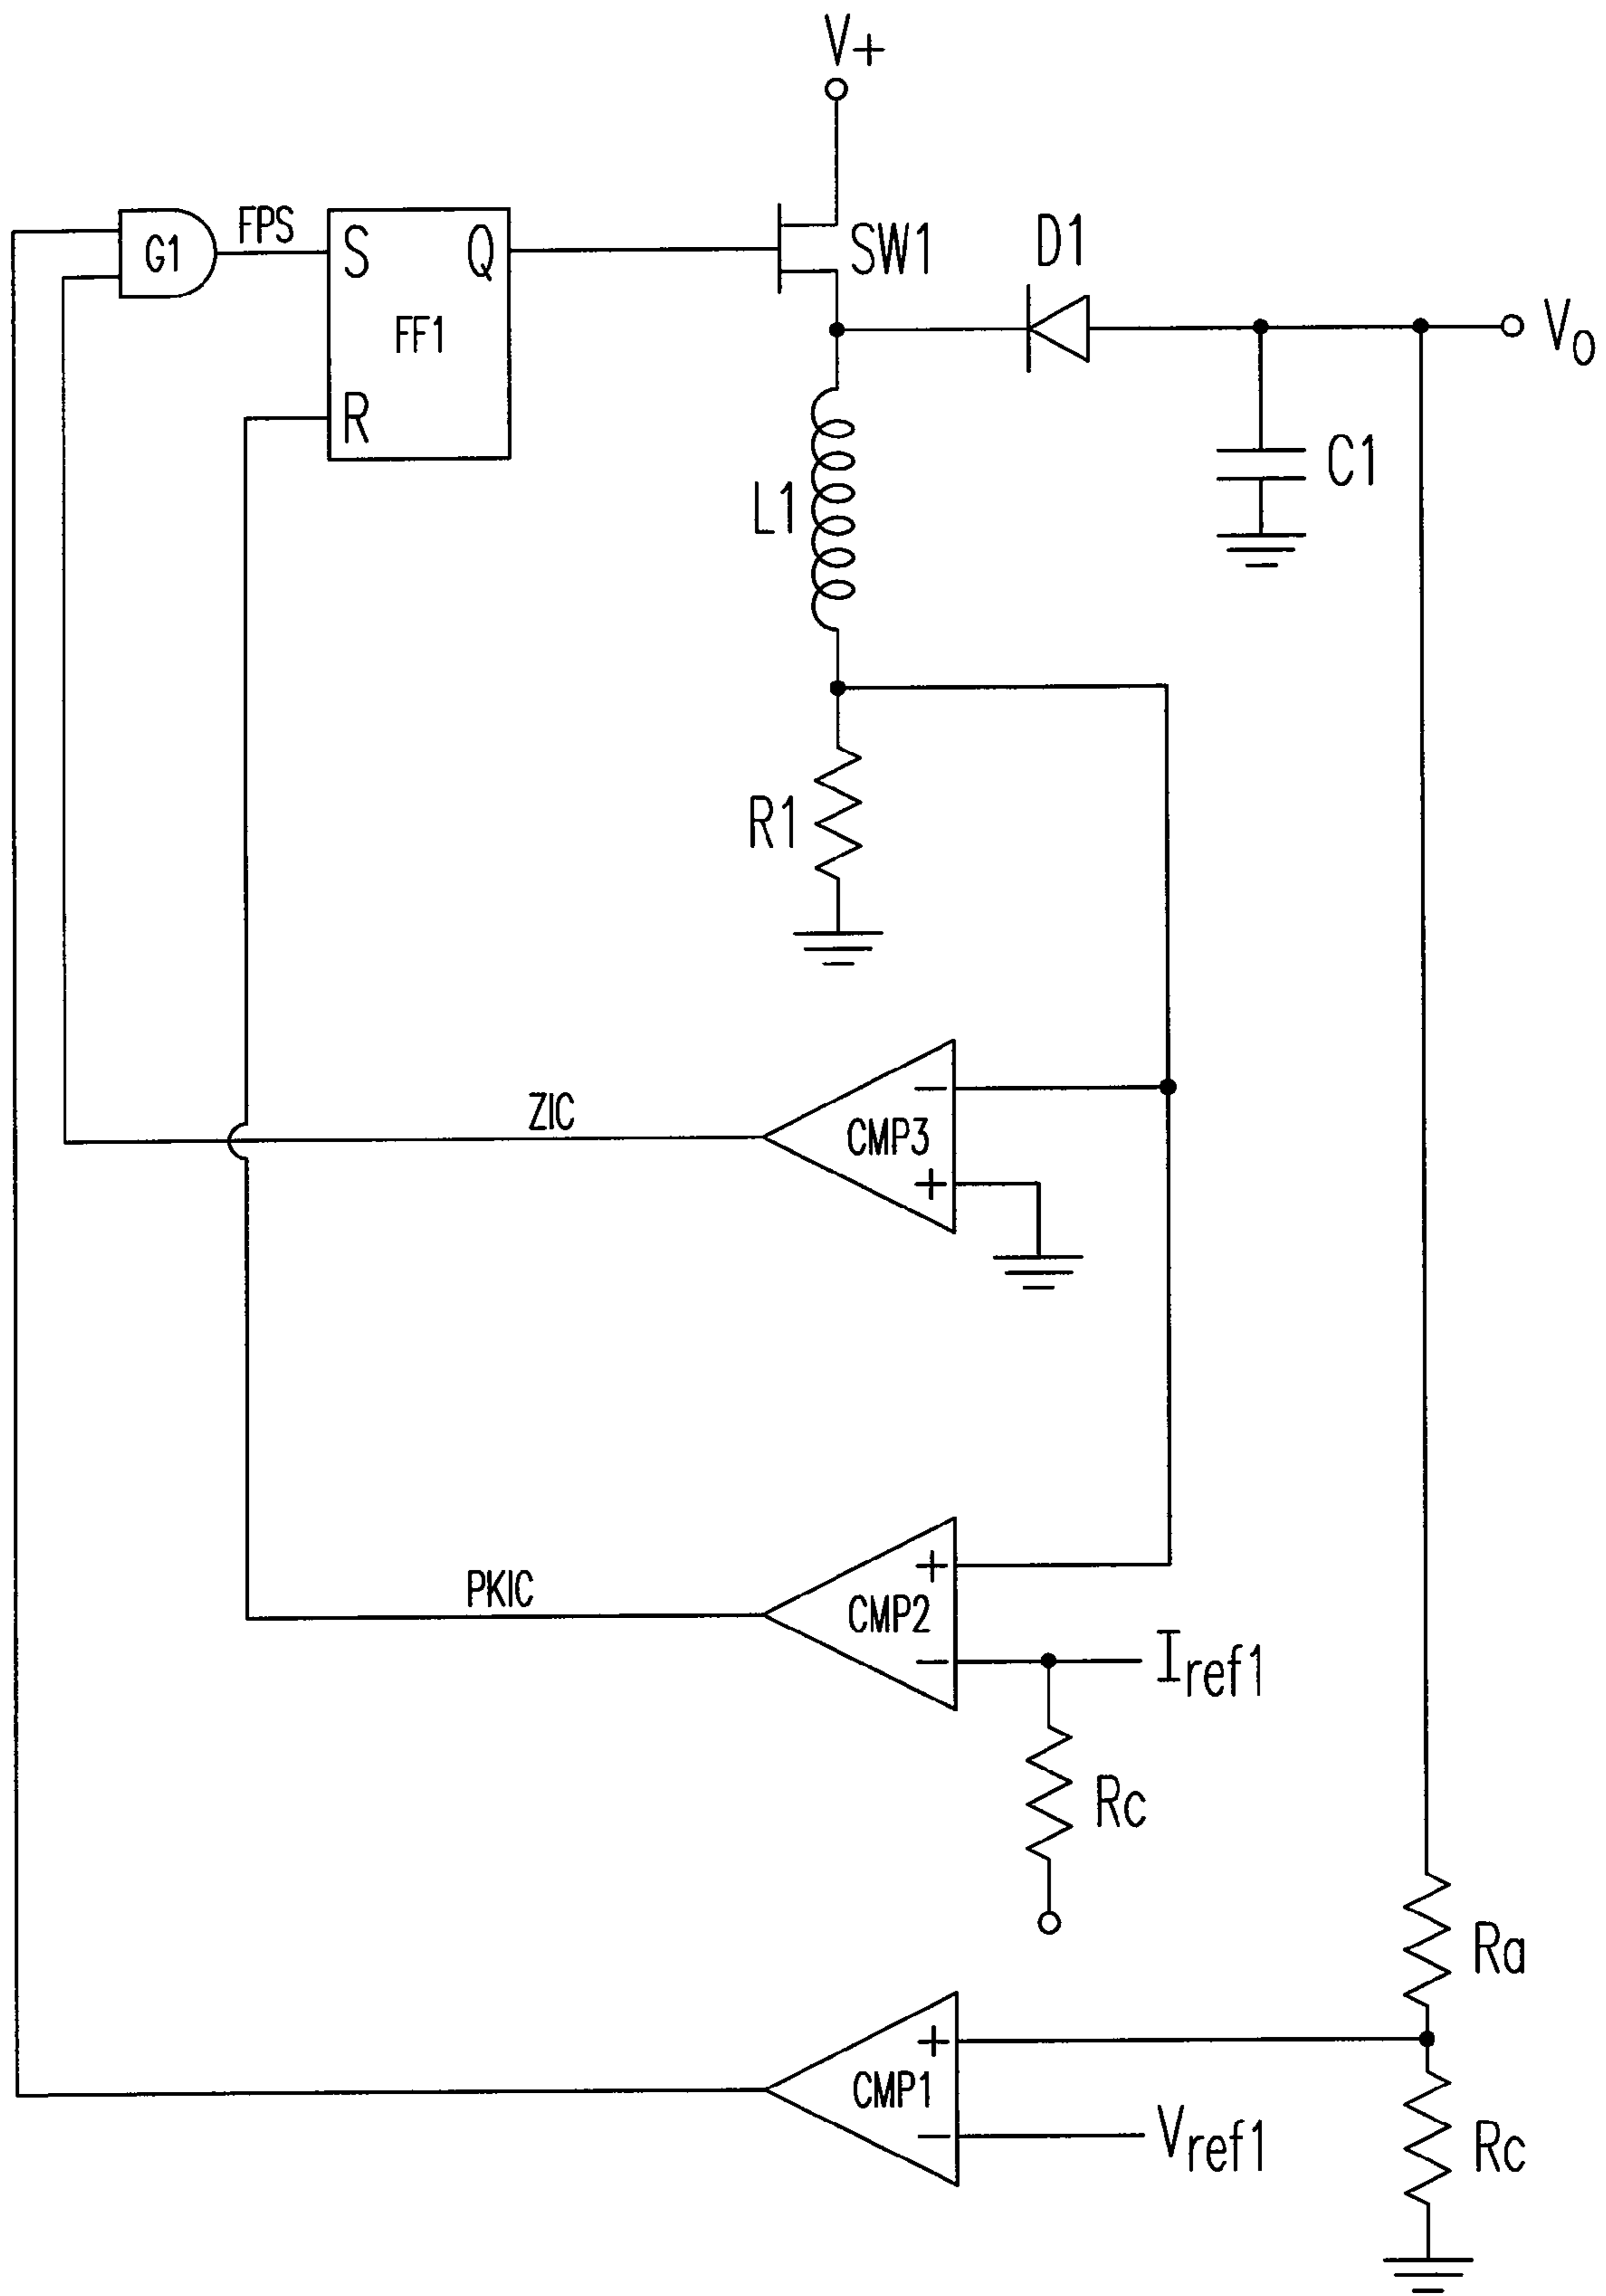 V+
FPS
G1
S Q
FF1
R
SW1
D1
Vo
C1
L1
R1
ZIC
−
CMP3
+
PKIC
+
CMP2
−
Iref1
Rc
Ra
+
CMP1
−
Vref1
Rc